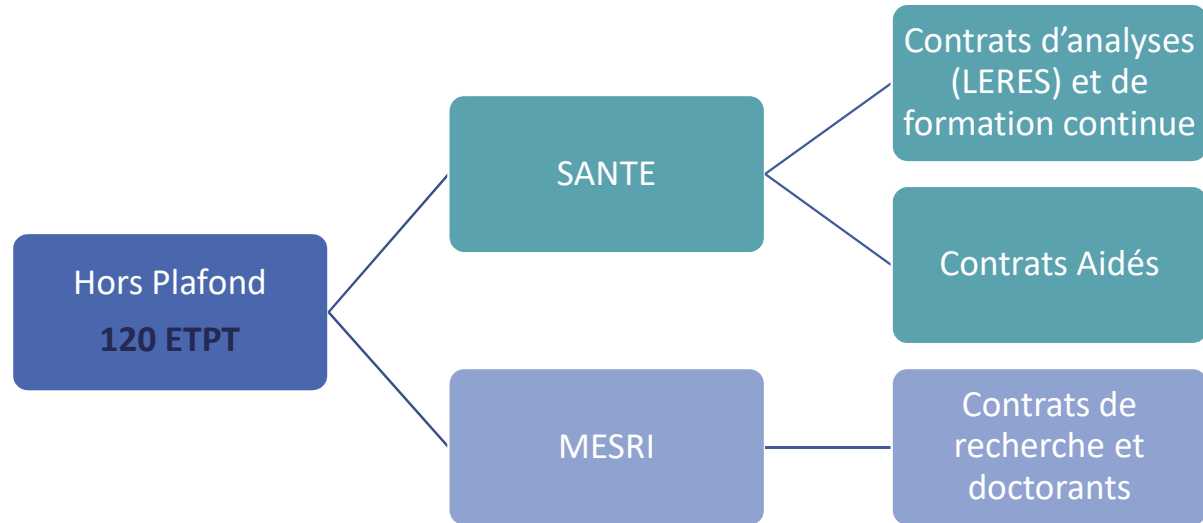 Hors Plafond
120 ETPT
SANTE
MESRI
Contrats d’analyses
(LERES) et de
formation continue
Contrats Aidés
Contrats de
recherche et
doctorants